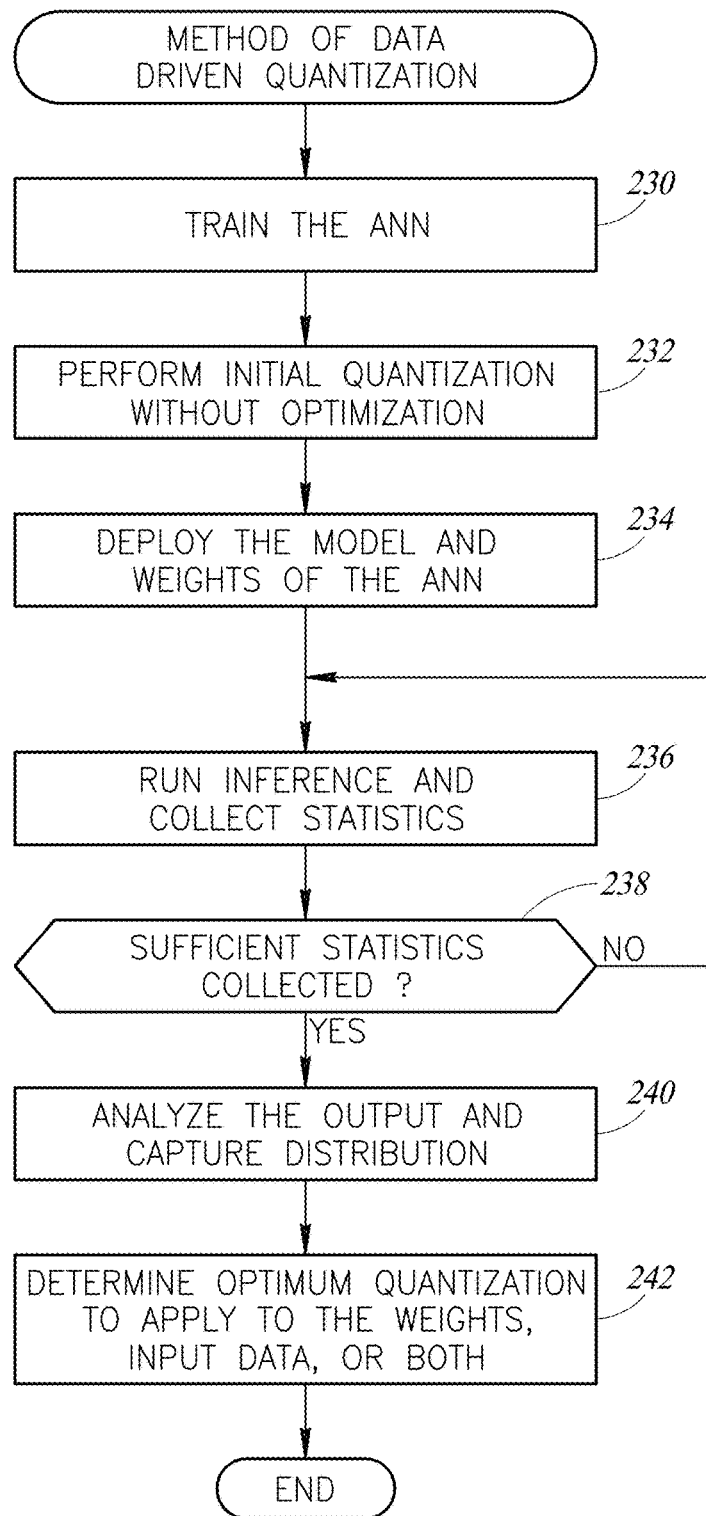 METHOD OF DATA
DRIVEN QUANTIZATION
230
TRAIN THE ANN
232
PERFORM INITIAL QUANTIZATION
WITHOUT OPTIMIZATION
234
DEPLOY THE MODEL AND
WEIGHTS OF THE ANN
236
RUN INFERENCE AND
COLLECT STATISTICS
238
SUFFICIENT STATISTICS
COLLECTED ?
NO
YES
240
ANALYZE THE OUTPUT AND
CAPTURE DISTRIBUTION
242
DETERMINE OPTIMUM QUANTIZATION
TO APPLY TO THE WEIGHTS,
INPUT DATA, OR BOTH
END